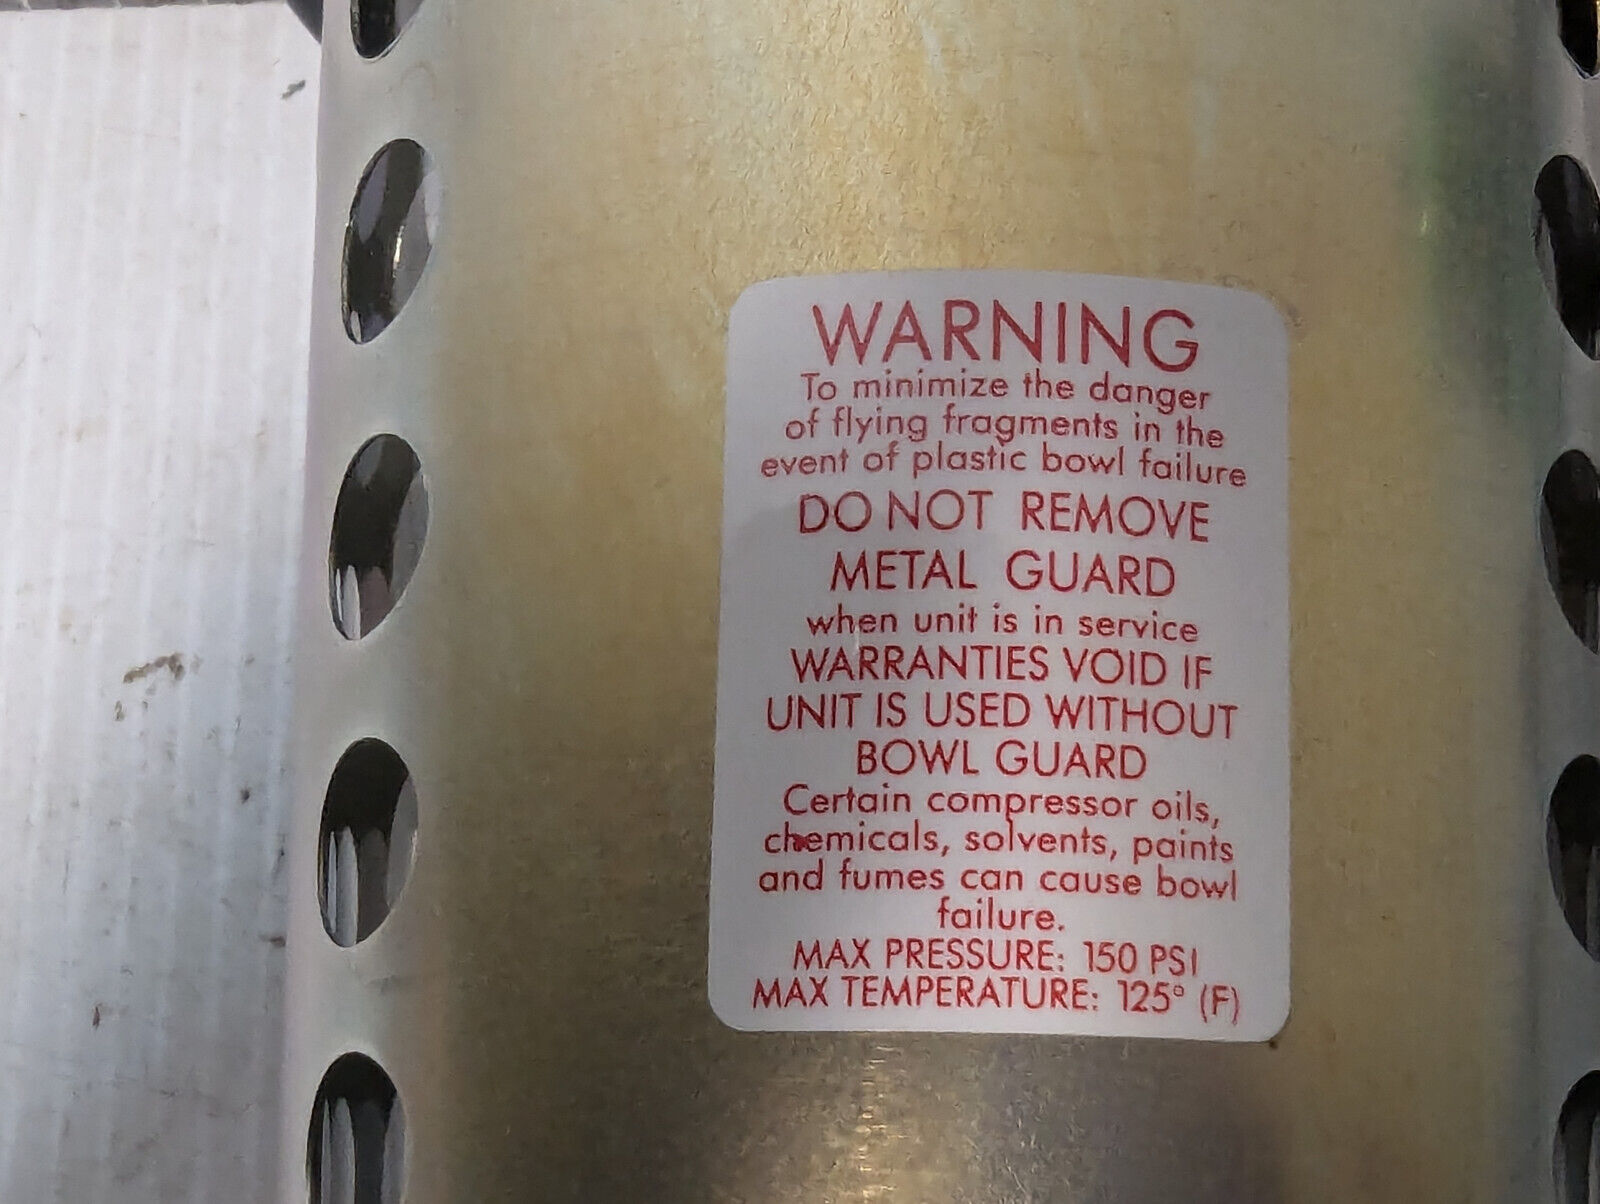 WARNING
To minimize the danger
of flying fragments in the
event of plastic bowl failure
DO NOT REMOVE
METAL GUARD
when unit is in service
WARRANTIES VOID IF
UNIT IS USED WITHOUT
BOWL GUARD
Certain compressor oils,
chemicals, solvents, paints
and fumes can cause bowl
failure.
MAX PRESSURE: 150 PSI
MAX TEMPERATURE: 125° (F)